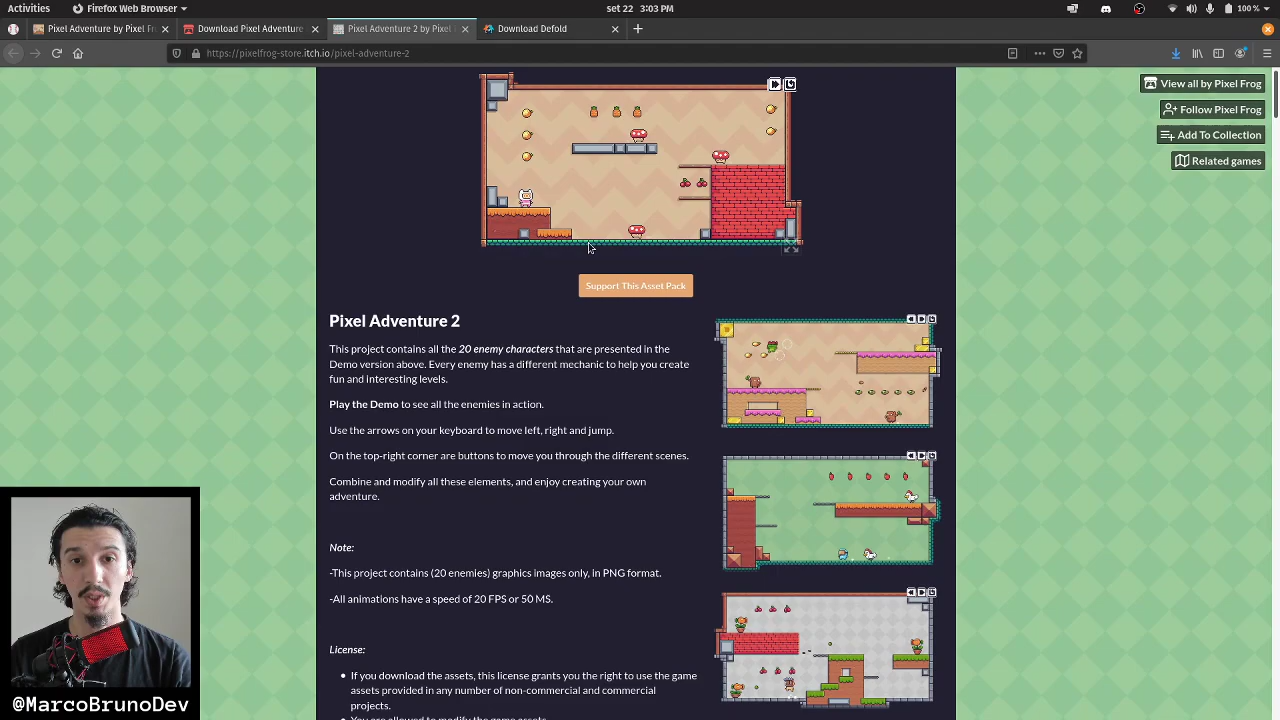 Activities
Firefox Web Browser
set 22 3:03 PM
100 %
Pixel Adventure by Pixel Fr
Download Pixel Adventure
Pixel Adventure 2 by Pixel
Download Defold
https://pixelfrog-store.itch.io/pixel-adventure-2
View all by Pixel Frog
Follow Pixel Frog
Add To Collection
Related games
Support This Asset Pack
Pixel Adventure 2
This project contains all the 20 enemy characters that are presented in the
Demo version above. Every enemy has a different mechanic to help you create
fun and interesting levels.
Play the Demo to see all the enemies in action.
Use the arrows on your keyboard to move left, right and jump.
On the top-right corner are buttons to move you through the different scenes.
Combine and modify all these elements, and enjoy creating your own
adventure.
Note:
-This project contains (20 enemies) graphics images only, in PNG format.
-All animations have a speed of 20 FPS or 50 MS.
License:
If you download the assets, this license grants you the right to use the game
assets provided in any number of non-commercial and commercial
projects.
You are allowed to modify the game assets
@MarcoBrunoDev